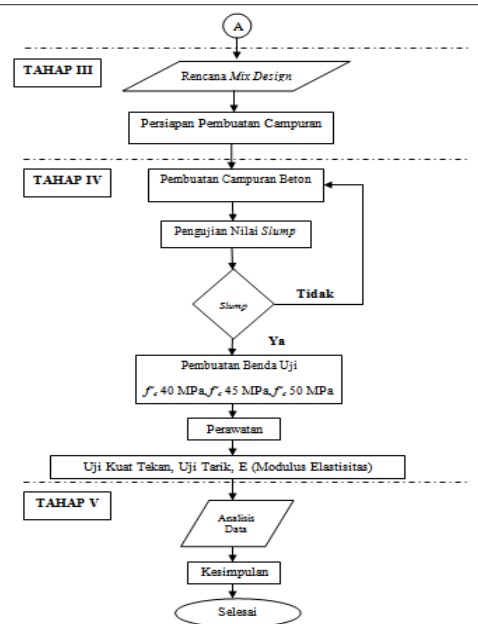 A
TAHAP III
Rencana Mix Design
Persiapan Pembuatan Campuran
TAHAP IV
Pembuatan Campuran Beton
Pengujian Nilai Slump
Slump
Tidak
Ya
Pembuatan Benda Uji
f'c 40 MPa,f'c 45 MPa,f'c 50 MPa
Perawatan
Uji Kuat Tekan, Uji Tarik, E (Modulus Elastisitas)
TAHAP V
Analisis
Data
Kesimpulan
Selesai